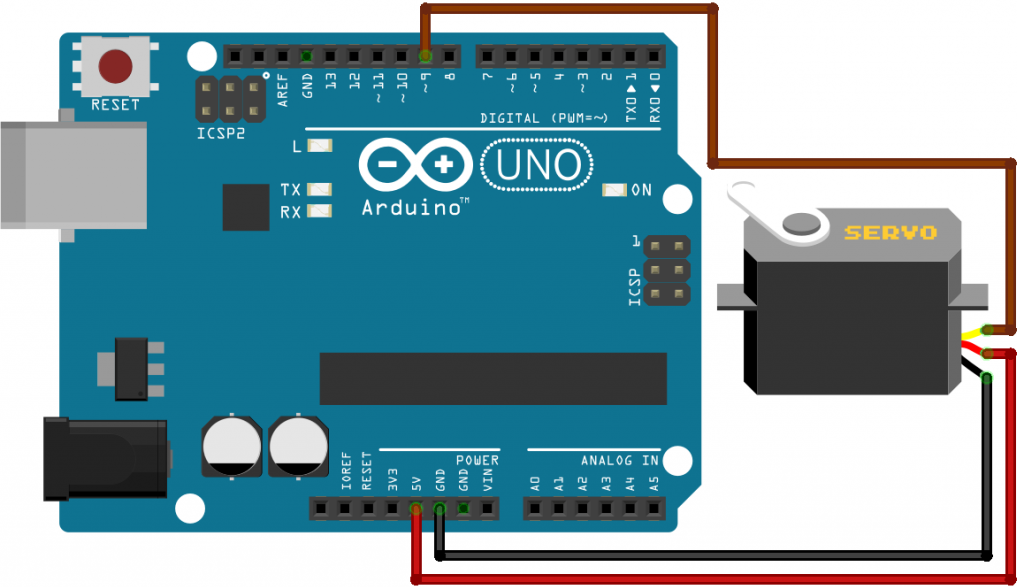 RESET
AREF
GND
13
12
~11
~10
~9
8
7
~6
~5
4
~3
2
TX0▶1
RX0◀0
ICSP2
DIGITAL (PWM=~)
L
TX
RX
UNO
Arduino™
ON
1
ICSP
SERVO
POWER
ANALOG IN
IOREF
RESET
3V3
5V
GND
GND
VIN
A0
A1
A2
A3
A4
A5